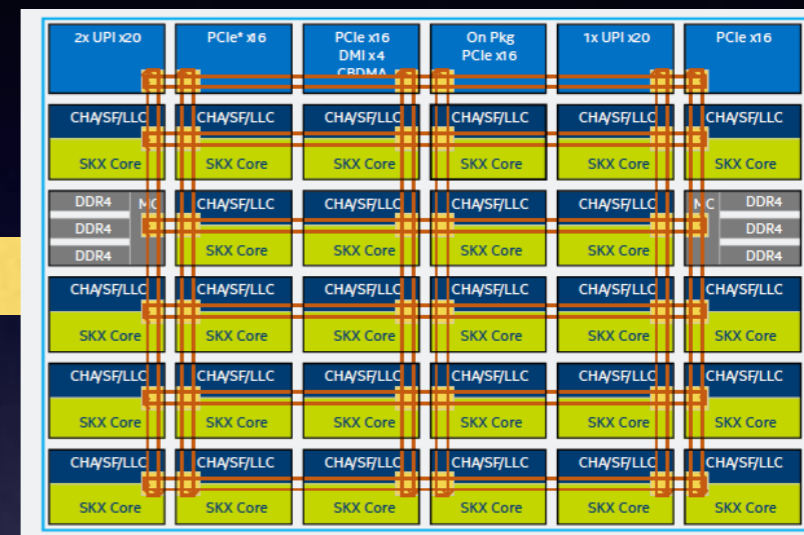 2x UPI x20 PCIe* x16 PCIe x16 On Pkg 1x UPI x20 PCIe x16
DMI x4 PCIe x16
CBDMA
CHA/SF/LLC CHA/SF/LLC CHA/SF/LLC CHA/SF/LLC CHA/SF/LLC CHA/SF/LLC
SKX Core SKX Core SKX Core SKX Core SKX Core SKX Core
DDR4 MC CHA/SF/LLC CHA/SF/LLC CHA/SF/LLC CHA/SF/LLC MC DDR4
DDR4 DDR4
DDR4 SKX Core SKX Core SKX Core SKX Core DDR4
CHA/SF/LLC CHA/SF/LLC CHA/SF/LLC CHA/SF/LLC CHA/SF/LLC CHA/SF/LLC
SKX Core SKX Core SKX Core SKX Core SKX Core SKX Core
CHA/SF/LLC CHA/SF/LLC CHA/SF/LLC CHA/SF/LLC CHA/SF/LLC CHA/SF/LLC
SKX Core SKX Core SKX Core SKX Core SKX Core SKX Core
CHA/SF/LLC CHA/SF/LLC CHA/SF/LLC CHA/SF/LLC CHA/SF/LLC CHA/SF/LLC
SKX Core SKX Core SKX Core SKX Core SKX Core SKX Core